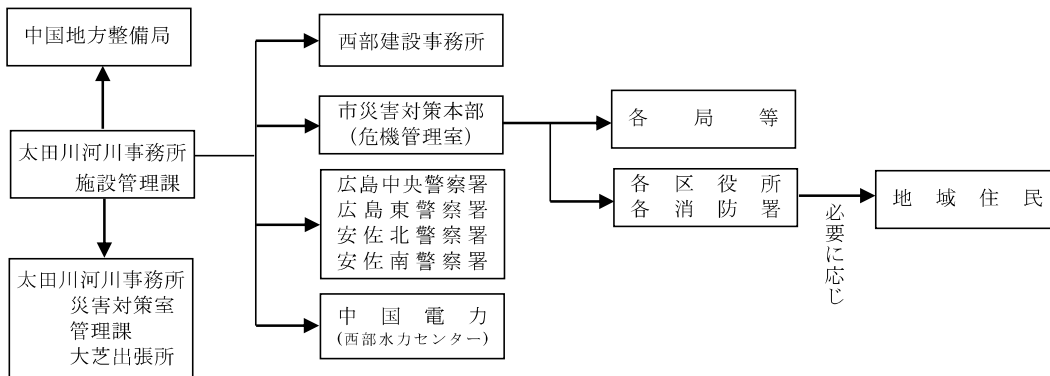 中国地方整備局
太田川河川事務所
施設管理課
太田川河川事務所
災害対策室
管理課
大芝出張所
西部建設事務所
市災害対策本部
(危機管理室)
広島中央警察署
広島東警察署
安佐北警察署
安佐南警察署
中国電力
(西部水力センター)
各局等
各区役所
各消防署
必要に応じ
地域住民